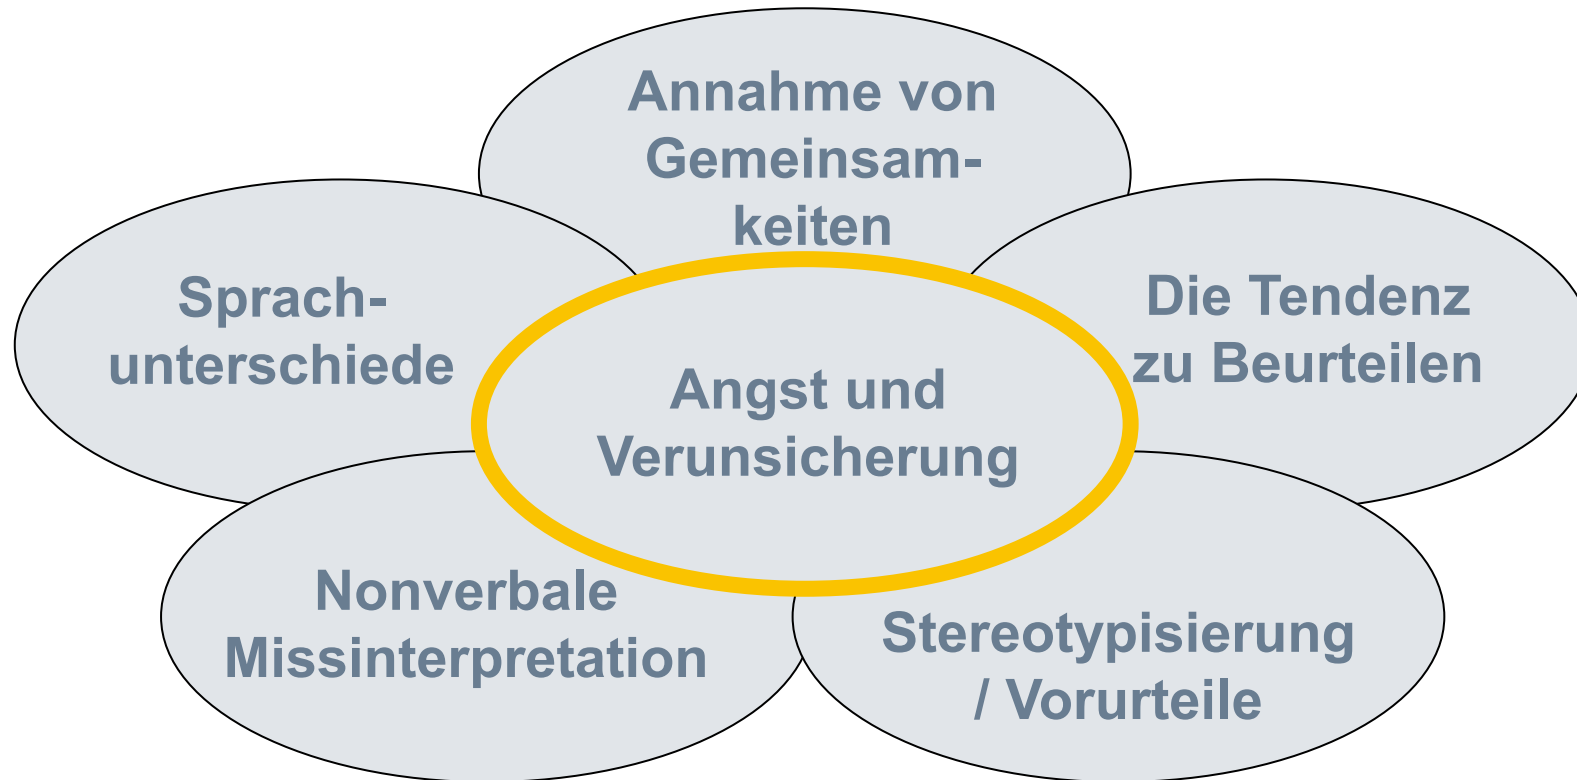 Annahme von
Gemeinsam-
keiten
Sprach-
unterschiede
Die Tendenz
zu Beurteilen
Angst und
Verunsicherung
Nonverbale
Missinterpretation
Stereotypisierung
/ Vorurteile